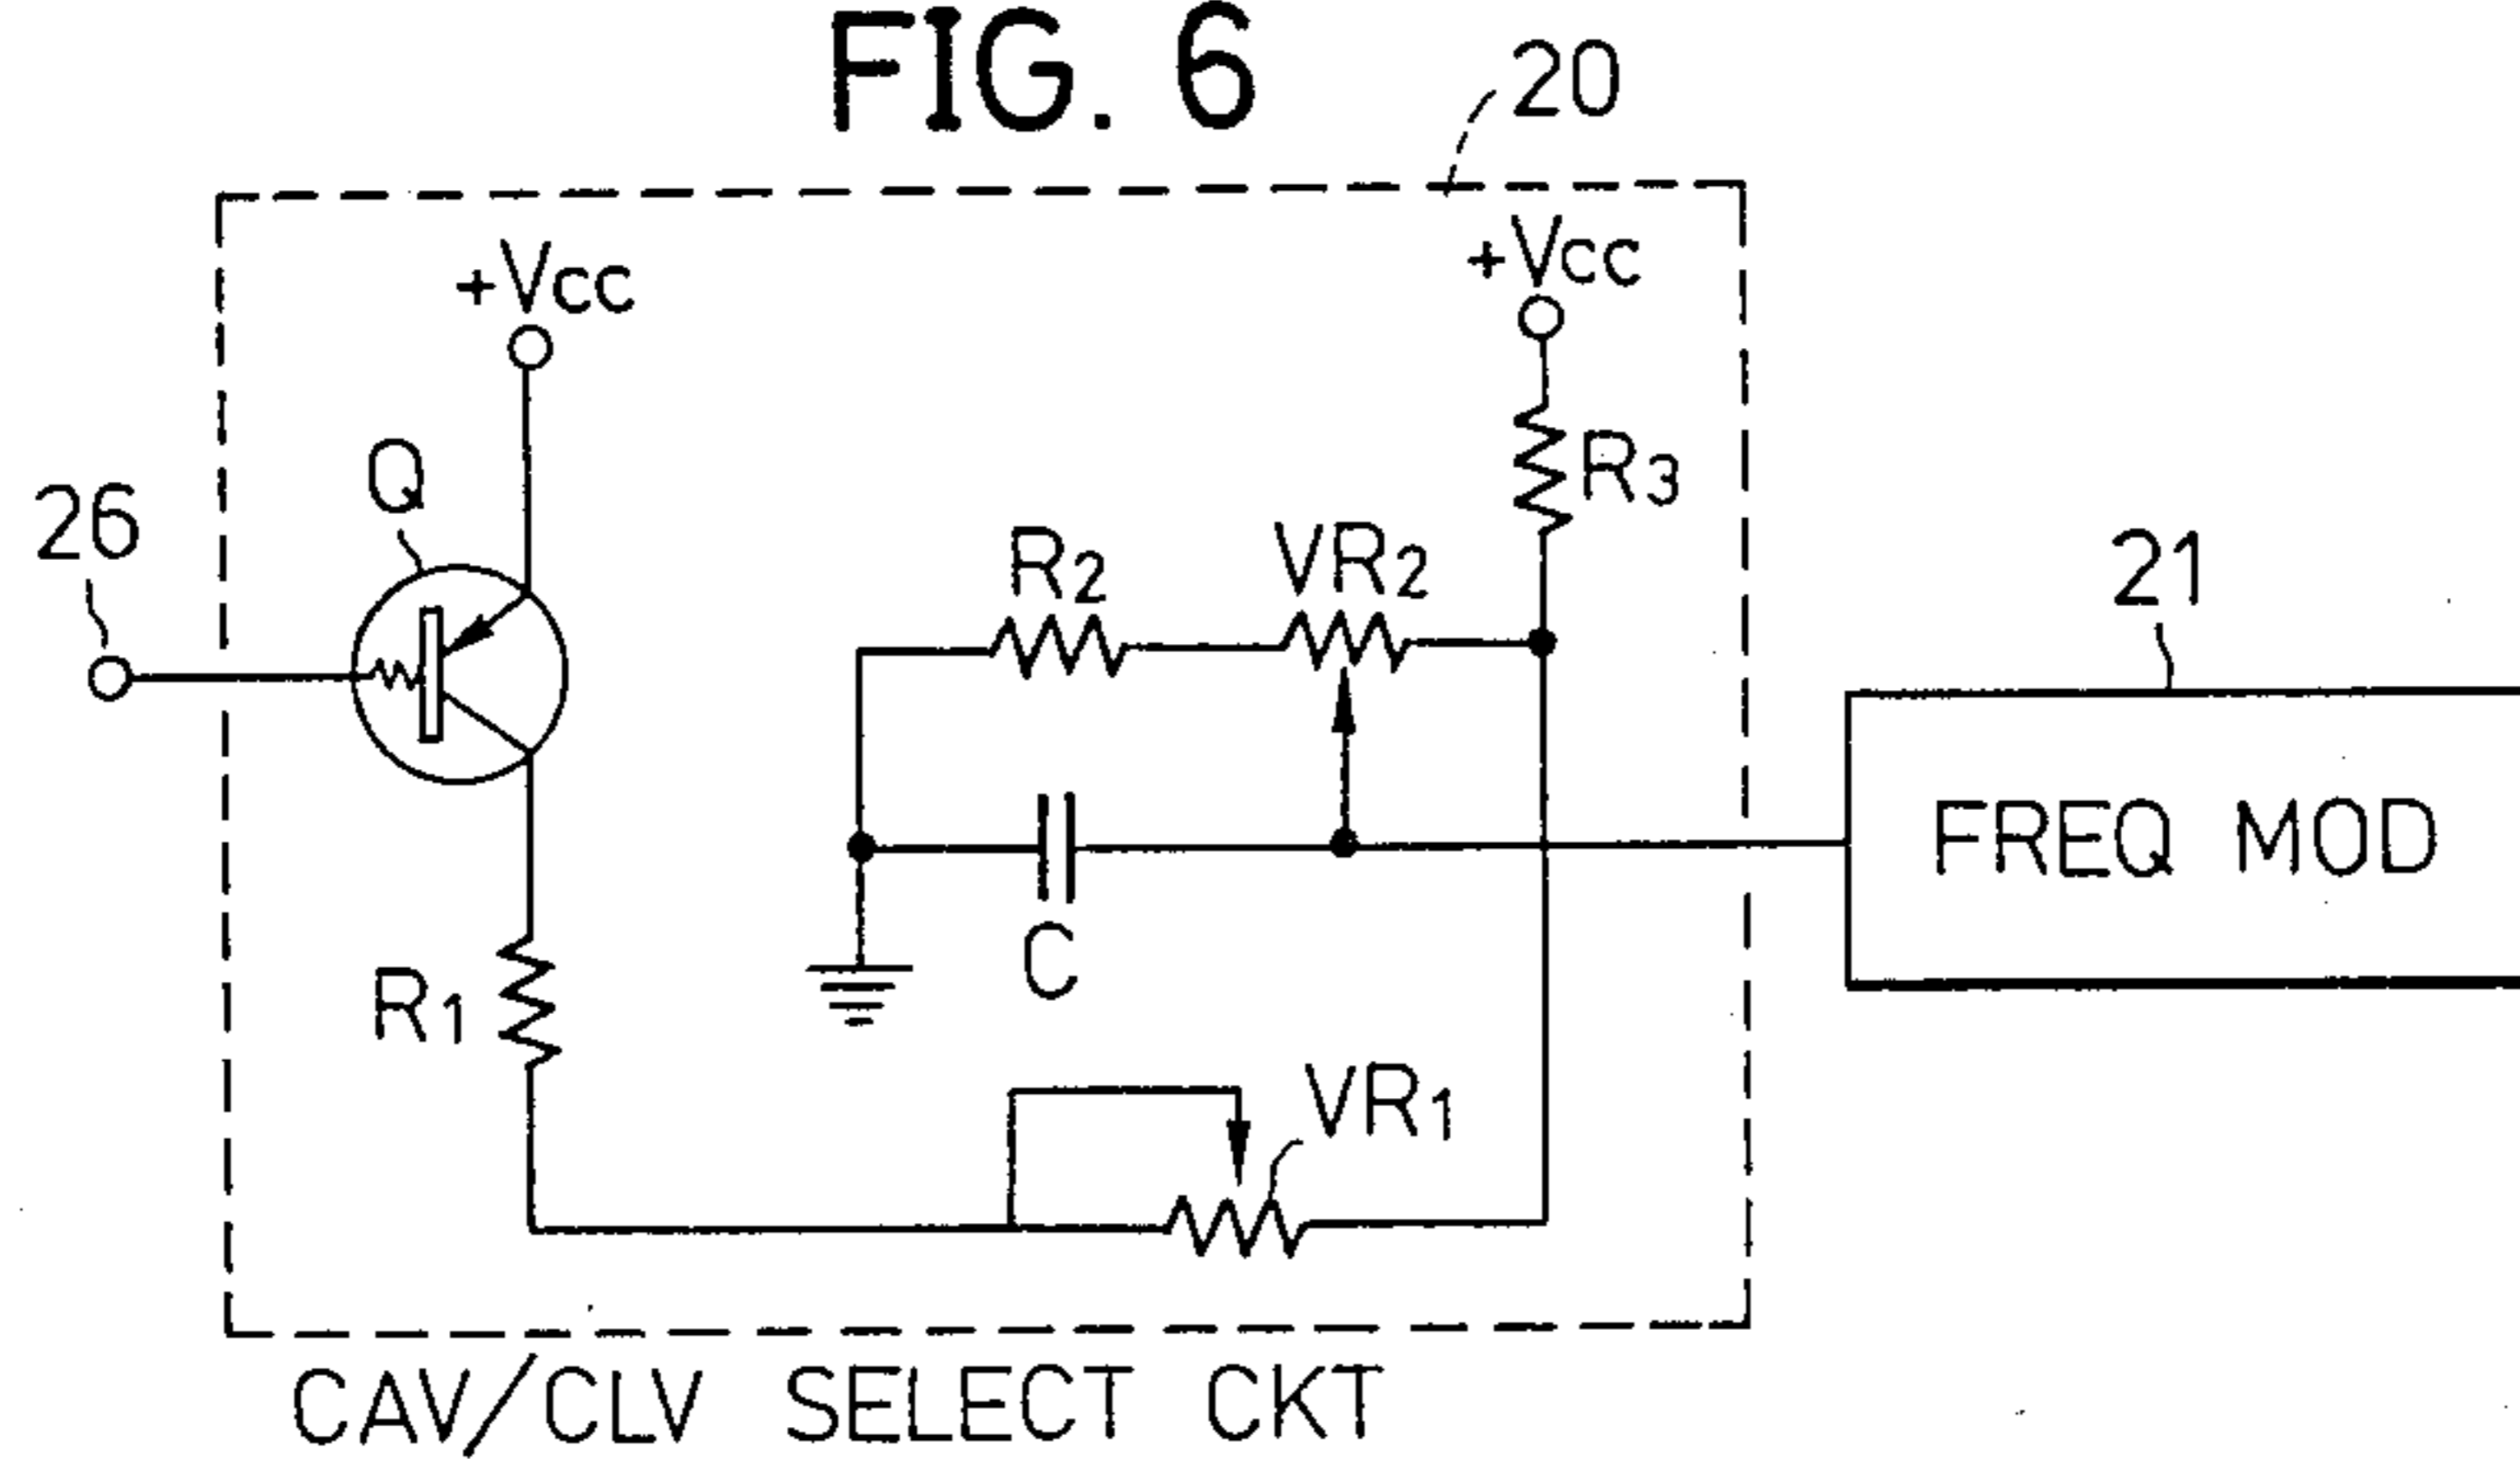 FIG. 6
20
+Vcc
+Vcc
Q
R3
26
R2
VR2
21
FREQ MOD
C
R1
VR1
CAV/CLV SELECT CKT